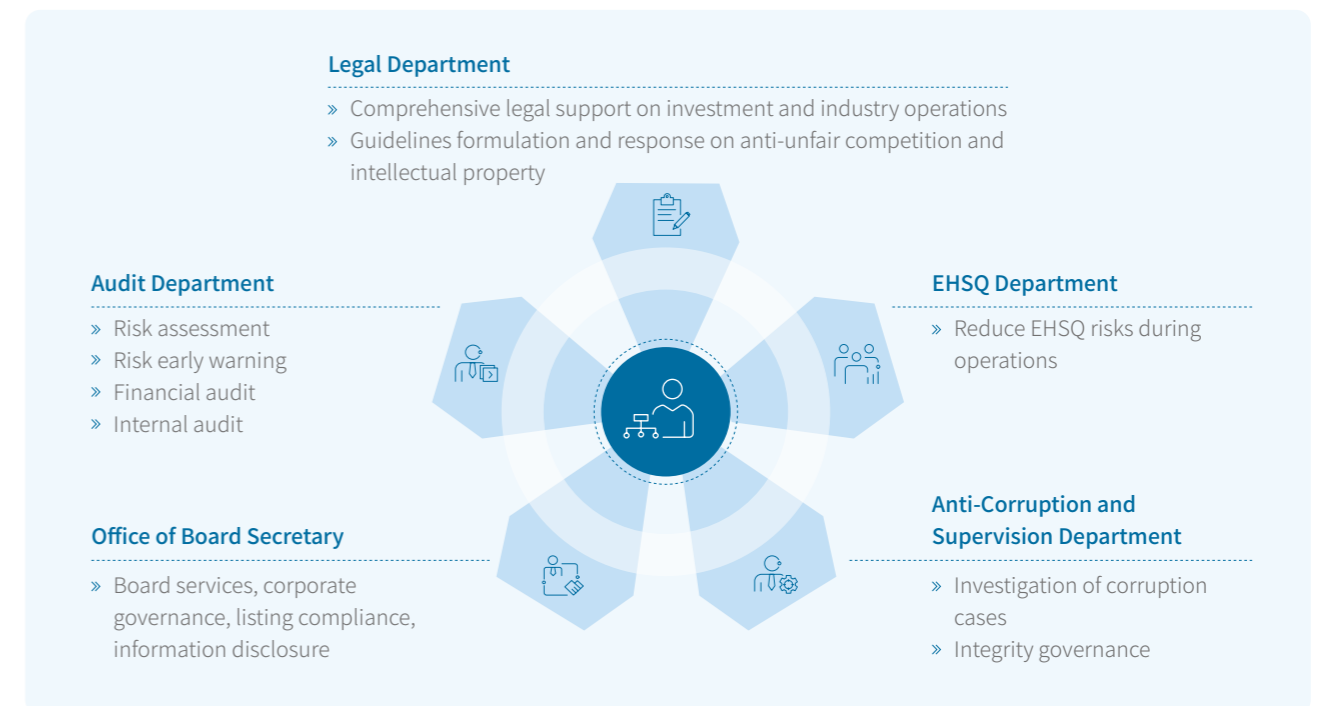 Legal Department
» Comprehensive legal support on investment and industry operations
» Guidelines formulation and response on anti-unfair competition and
intellectual property
Audit Department
» Risk assessment
» Risk early warning
» Financial audit
» Internal audit
EHSQ Department
» Reduce EHSQ risks during
operations
Office of Board Secretary
» Board services, corporate
governance, listing compliance,
information disclosure
Anti-Corruption and
Supervision Department
» Investigation of corruption
cases
» Integrity governance